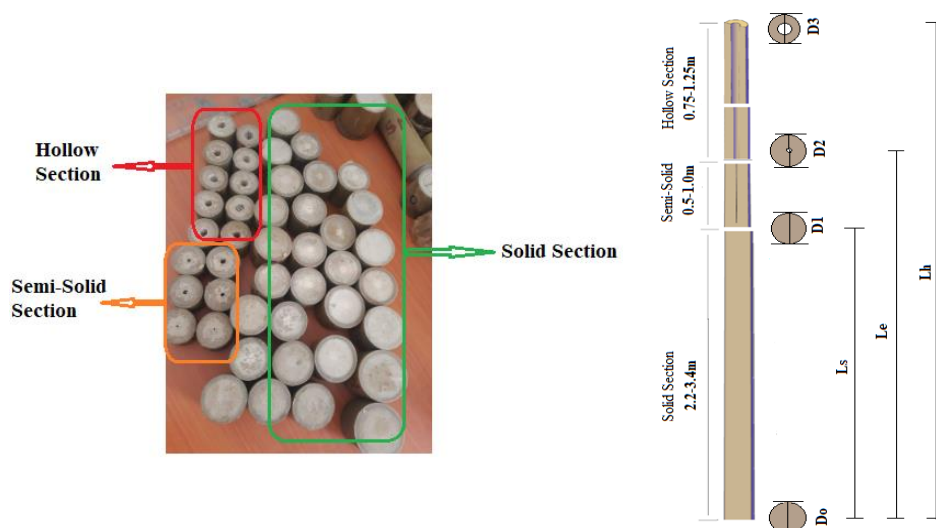 Hollow
Section
Semi-Solid
Section
Solid Section
Hollow Section
0.75-1.25m
Semi-Solid
0.5-1.0m
Solid Section
2.2-3.4m
D3
D2
D1
Do
Ls
Le
Lh